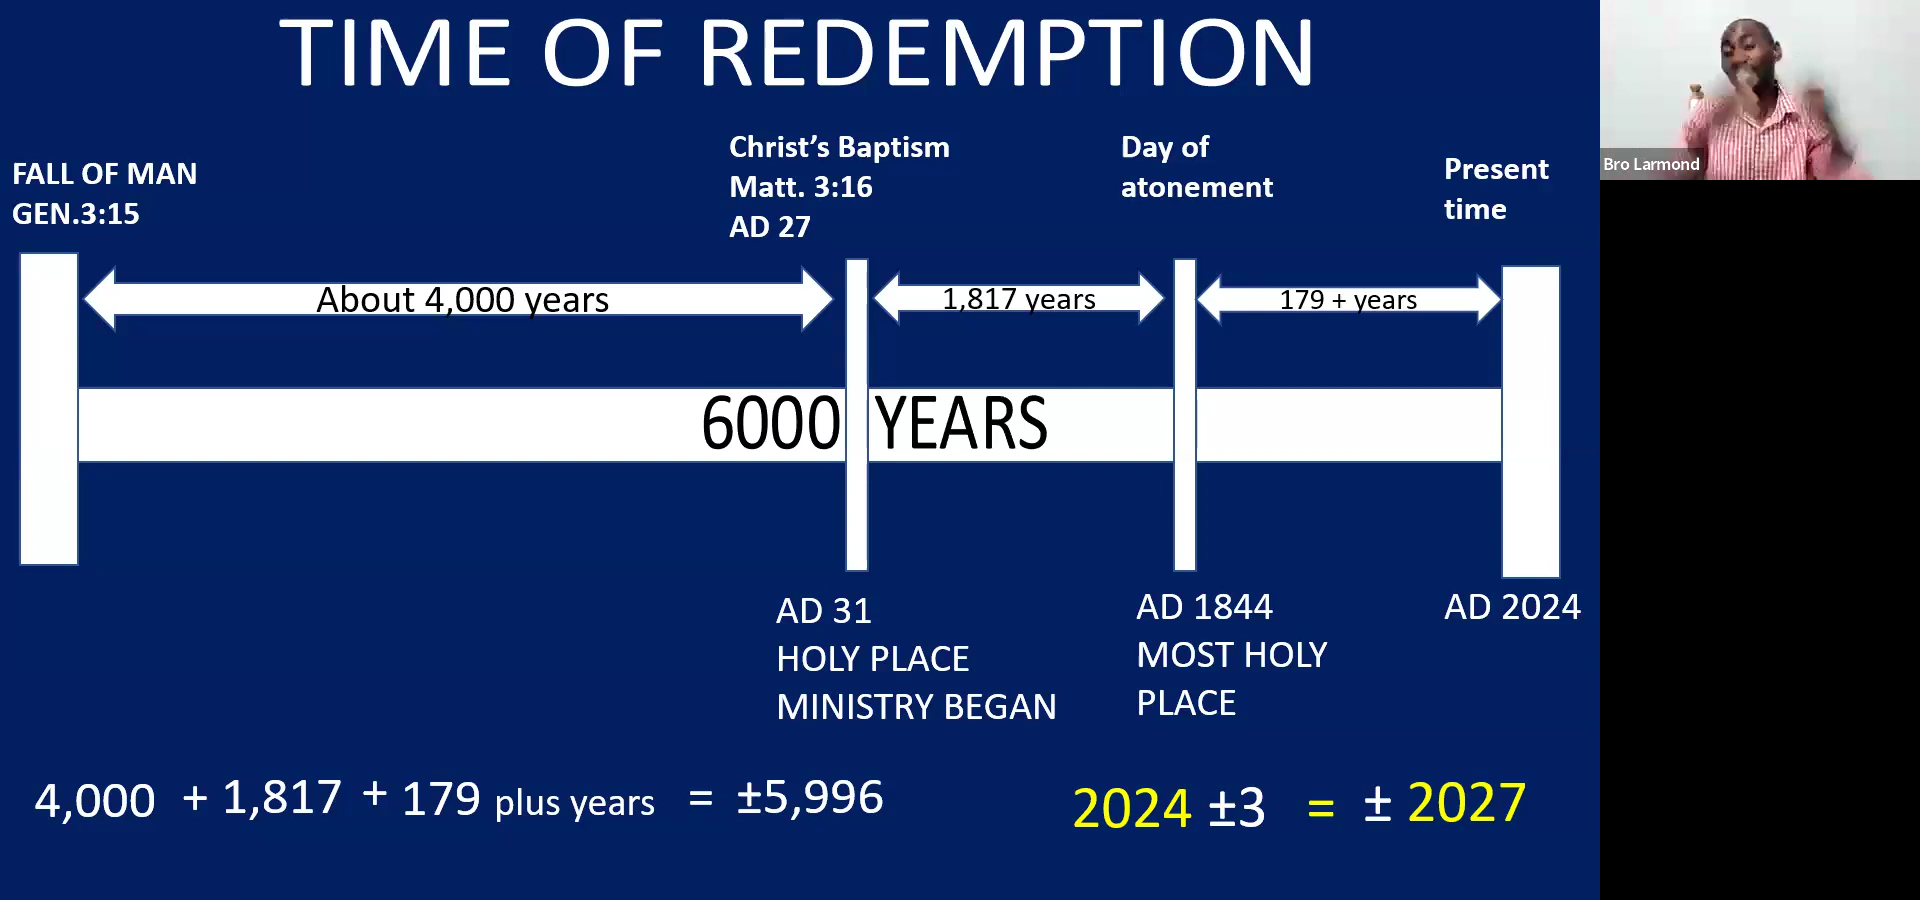 TIME OF REDEMPTION
FALL OF MAN
GEN.3:15
Christ’s Baptism
Matt. 3:16
AD 27
Day of
atonement
Present
time
Bro Larmond
About 4,000 years
1,817 years
179 + years
6000 YEARS
AD 31
HOLY PLACE
MINISTRY BEGAN
AD 1844
MOST HOLY
PLACE
AD 2024
4,000 + 1,817 + 179 plus years = ±5,996
2024 ±3 = ± 2027